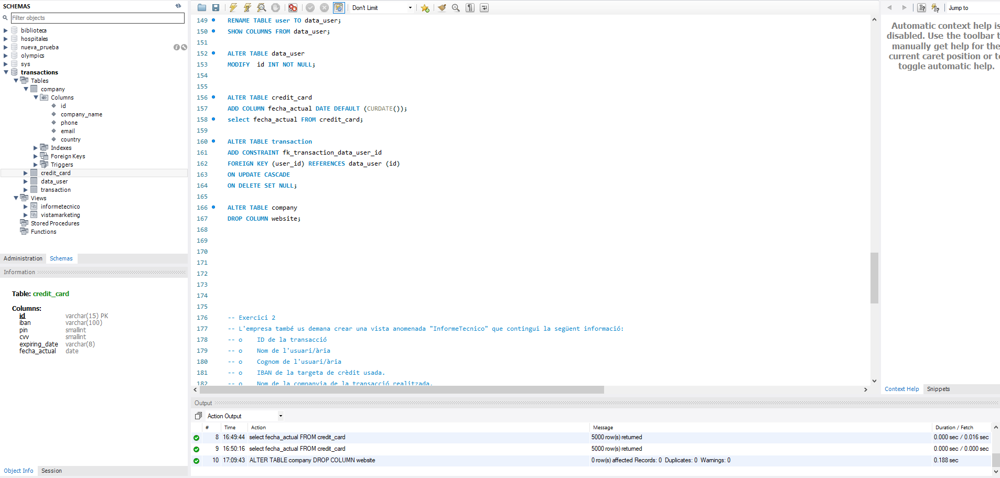 SCHEMAS
Filter objects
biblioteca
hospitales
nueva_prueba
olympics
sys
transactions
Tables
company
Columns
id
company_name
phone
email
country
Indexes
Foreign Keys
Triggers
credit_card
data_user
transaction
Views
informetecnico
vistamarketing
Stored Procedures
Functions
Administration Schemas
Information
Table: credit_card
Columns:
id varchar(15) PK
iban varchar(100)
pin smallint
cvv smallint
expiring_date varchar(8)
fecha_actual date
Object Info Session
Don't Limit
149 RENAME TABLE user TO data_user;
150 SHOW COLUMNS FROM data_user;
151
152 ALTER TABLE data_user
153 MODIFY  id INT NOT NULL;
154
155
156 ALTER TABLE credit_card
157 ADD COLUMN fecha_actual DATE DEFAULT (CURDATE());
158 select fecha_actual FROM credit_card;
159
160 ALTER TABLE transaction
161 ADD CONSTRAINT fk_transaction_data_user_id
162 FOREIGN KEY (user_id) REFERENCES data_user (id)
163 ON UPDATE CASCADE
164 ON DELETE SET NULL;
165
166 ALTER TABLE company
167 DROP COLUMN website;
168
169
170
171
172
173
174
175
176 -- Exercici 2
177 -- L'empresa també us demana crear una vista anomenada "InformeTecnico" que contingui la següent informació:
178 -- o    ID de la transacció
179 -- o    Nom de l'usuari/ària
180 -- o    Cognom de l'usuari/ària
181 -- o    IBAN de la targeta de crèdit usada.
182 -- o    Nom de la companyia de la transacció realitzada.
Jump to
Automatic context help is
disabled. Use the toolbar t
manually get help for the
current caret position or to
toggle automatic help.
Context Help Snippets
Output
Action Output
# Time Action Message Duration / Fetch
8 16:49:44 select fecha_actual FROM credit_card 5000 row(s) returned 0.000 sec / 0.016 sec
9 16:50:16 select fecha_actual FROM credit_card 5000 row(s) returned 0.000 sec / 0.000 sec
10 17:09:43 ALTER TABLE company DROP COLUMN website 0 row(s) affected Records: 0  Duplicates: 0  Warnings: 0 0.188 sec